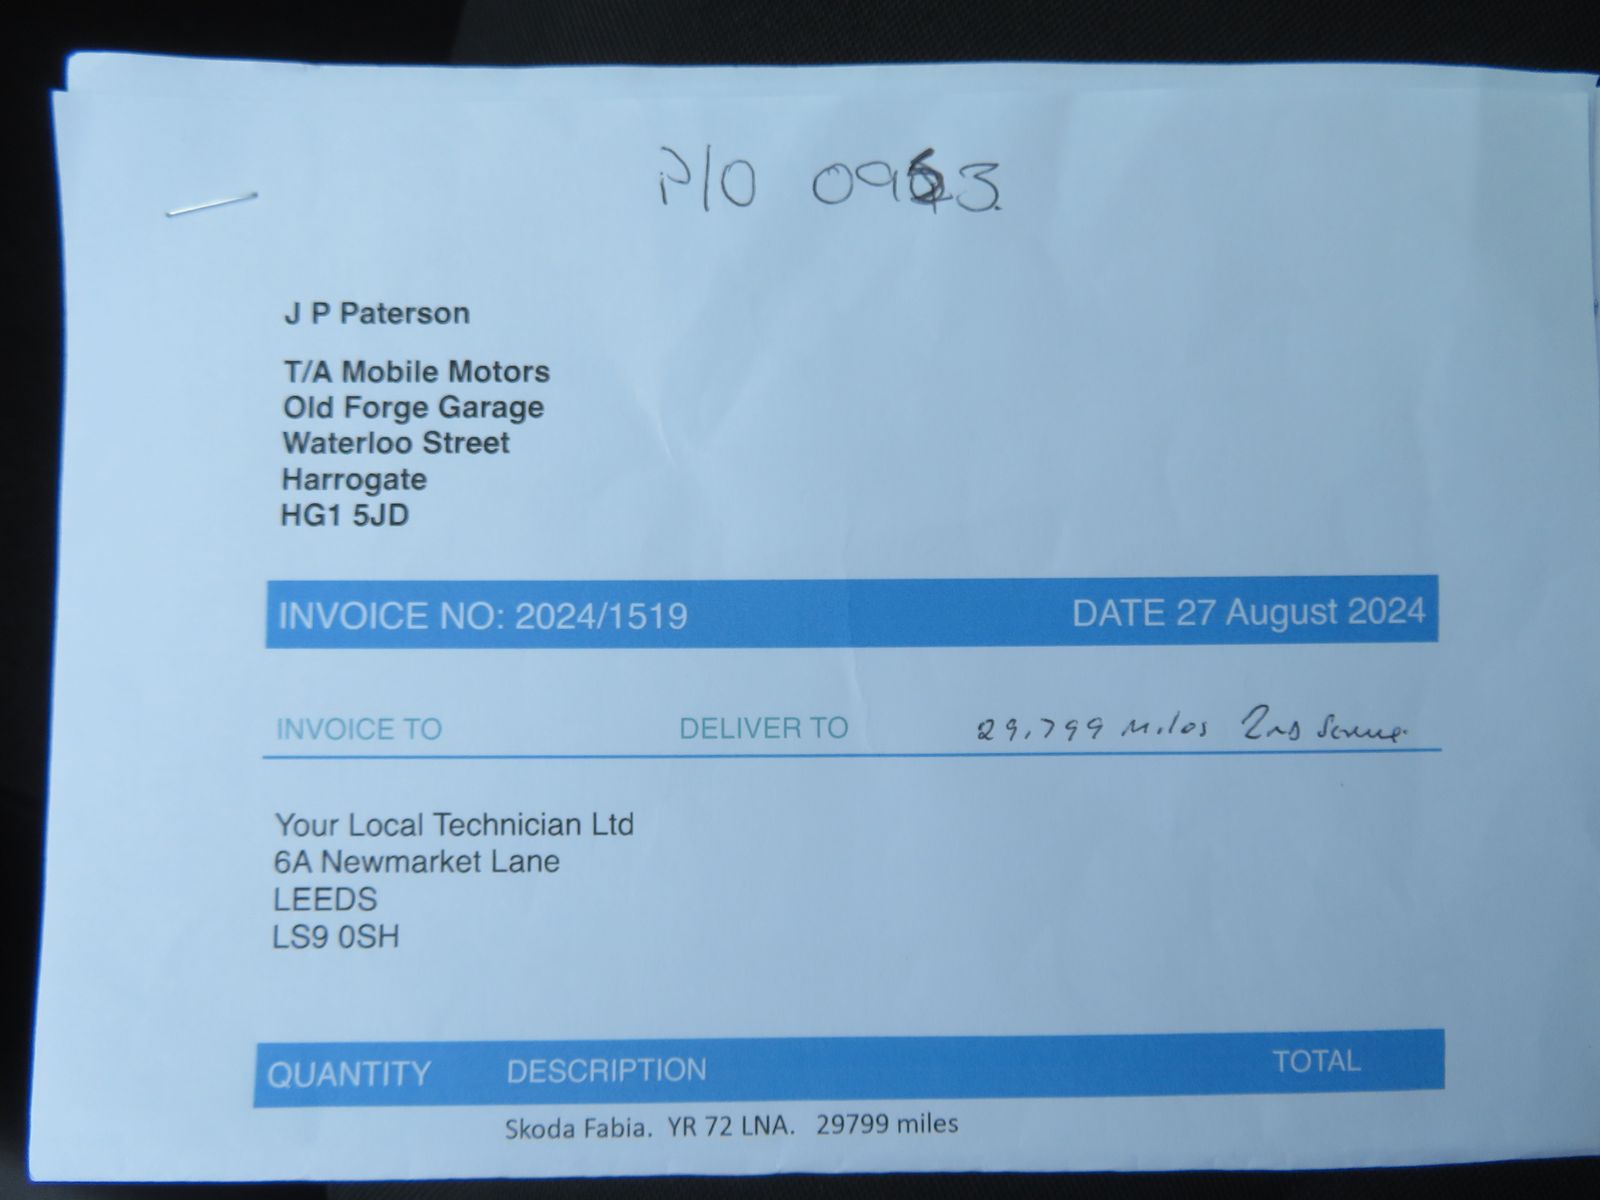 P/O 0963.
J P Paterson
T/A Mobile Motors
Old Forge Garage
Waterloo Street
Harrogate
HG1 5JD
INVOICE NO: 2024/1519 DATE 27 August 2024
INVOICE TO DELIVER TO 29,799 Miles 2nd Service.
Your Local Technician Ltd
6A Newmarket Lane
LEEDS
LS9 0SH
QUANTITY DESCRIPTION TOTAL
Skoda Fabia. YR 72 LNA. 29799 miles